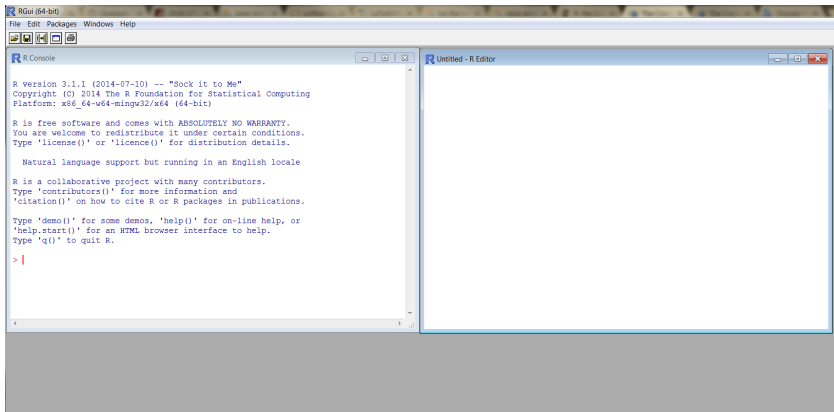 RGui (64-bit)
File Edit Packages Windows Help
R Console
R version 3.1.1 (2014-07-10) -- "Sock it to Me"
Copyright (C) 2014 The R Foundation for Statistical Computing
Platform: x86_64-w64-mingw32/x64 (64-bit)
R is free software and comes with ABSOLUTELY NO WARRANTY.
You are welcome to redistribute it under certain conditions.
Type 'license()' or 'licence()' for distribution details.
Natural language support but running in an English locale
R is a collaborative project with many contributors.
Type 'contributors()' for more information and
'citation()' on how to cite R or R packages in publications.
Type 'demo()' for some demos, 'help()' for on-line help, or
'help.start()' for an HTML browser interface to help.
Type 'q()' to quit R.
>
Untitled - R Editor